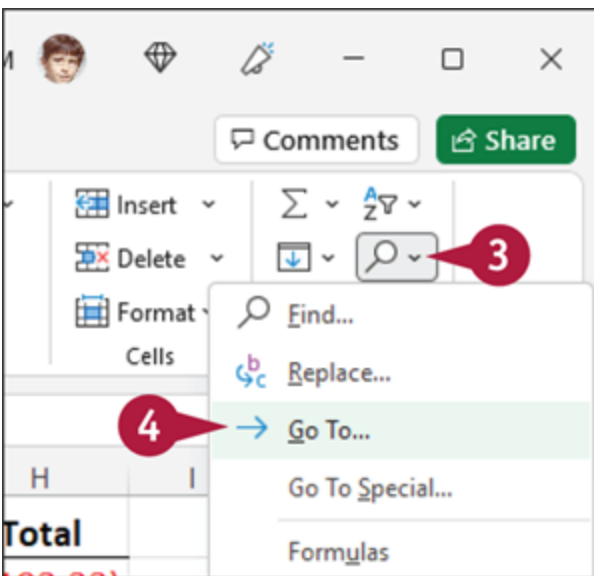 Comments
Share
Insert
Delete
Format
Cells
A
Z
3
Find...
b
c
Replace...
4
Go To...
Go To Special...
Formulas
H
I
Total